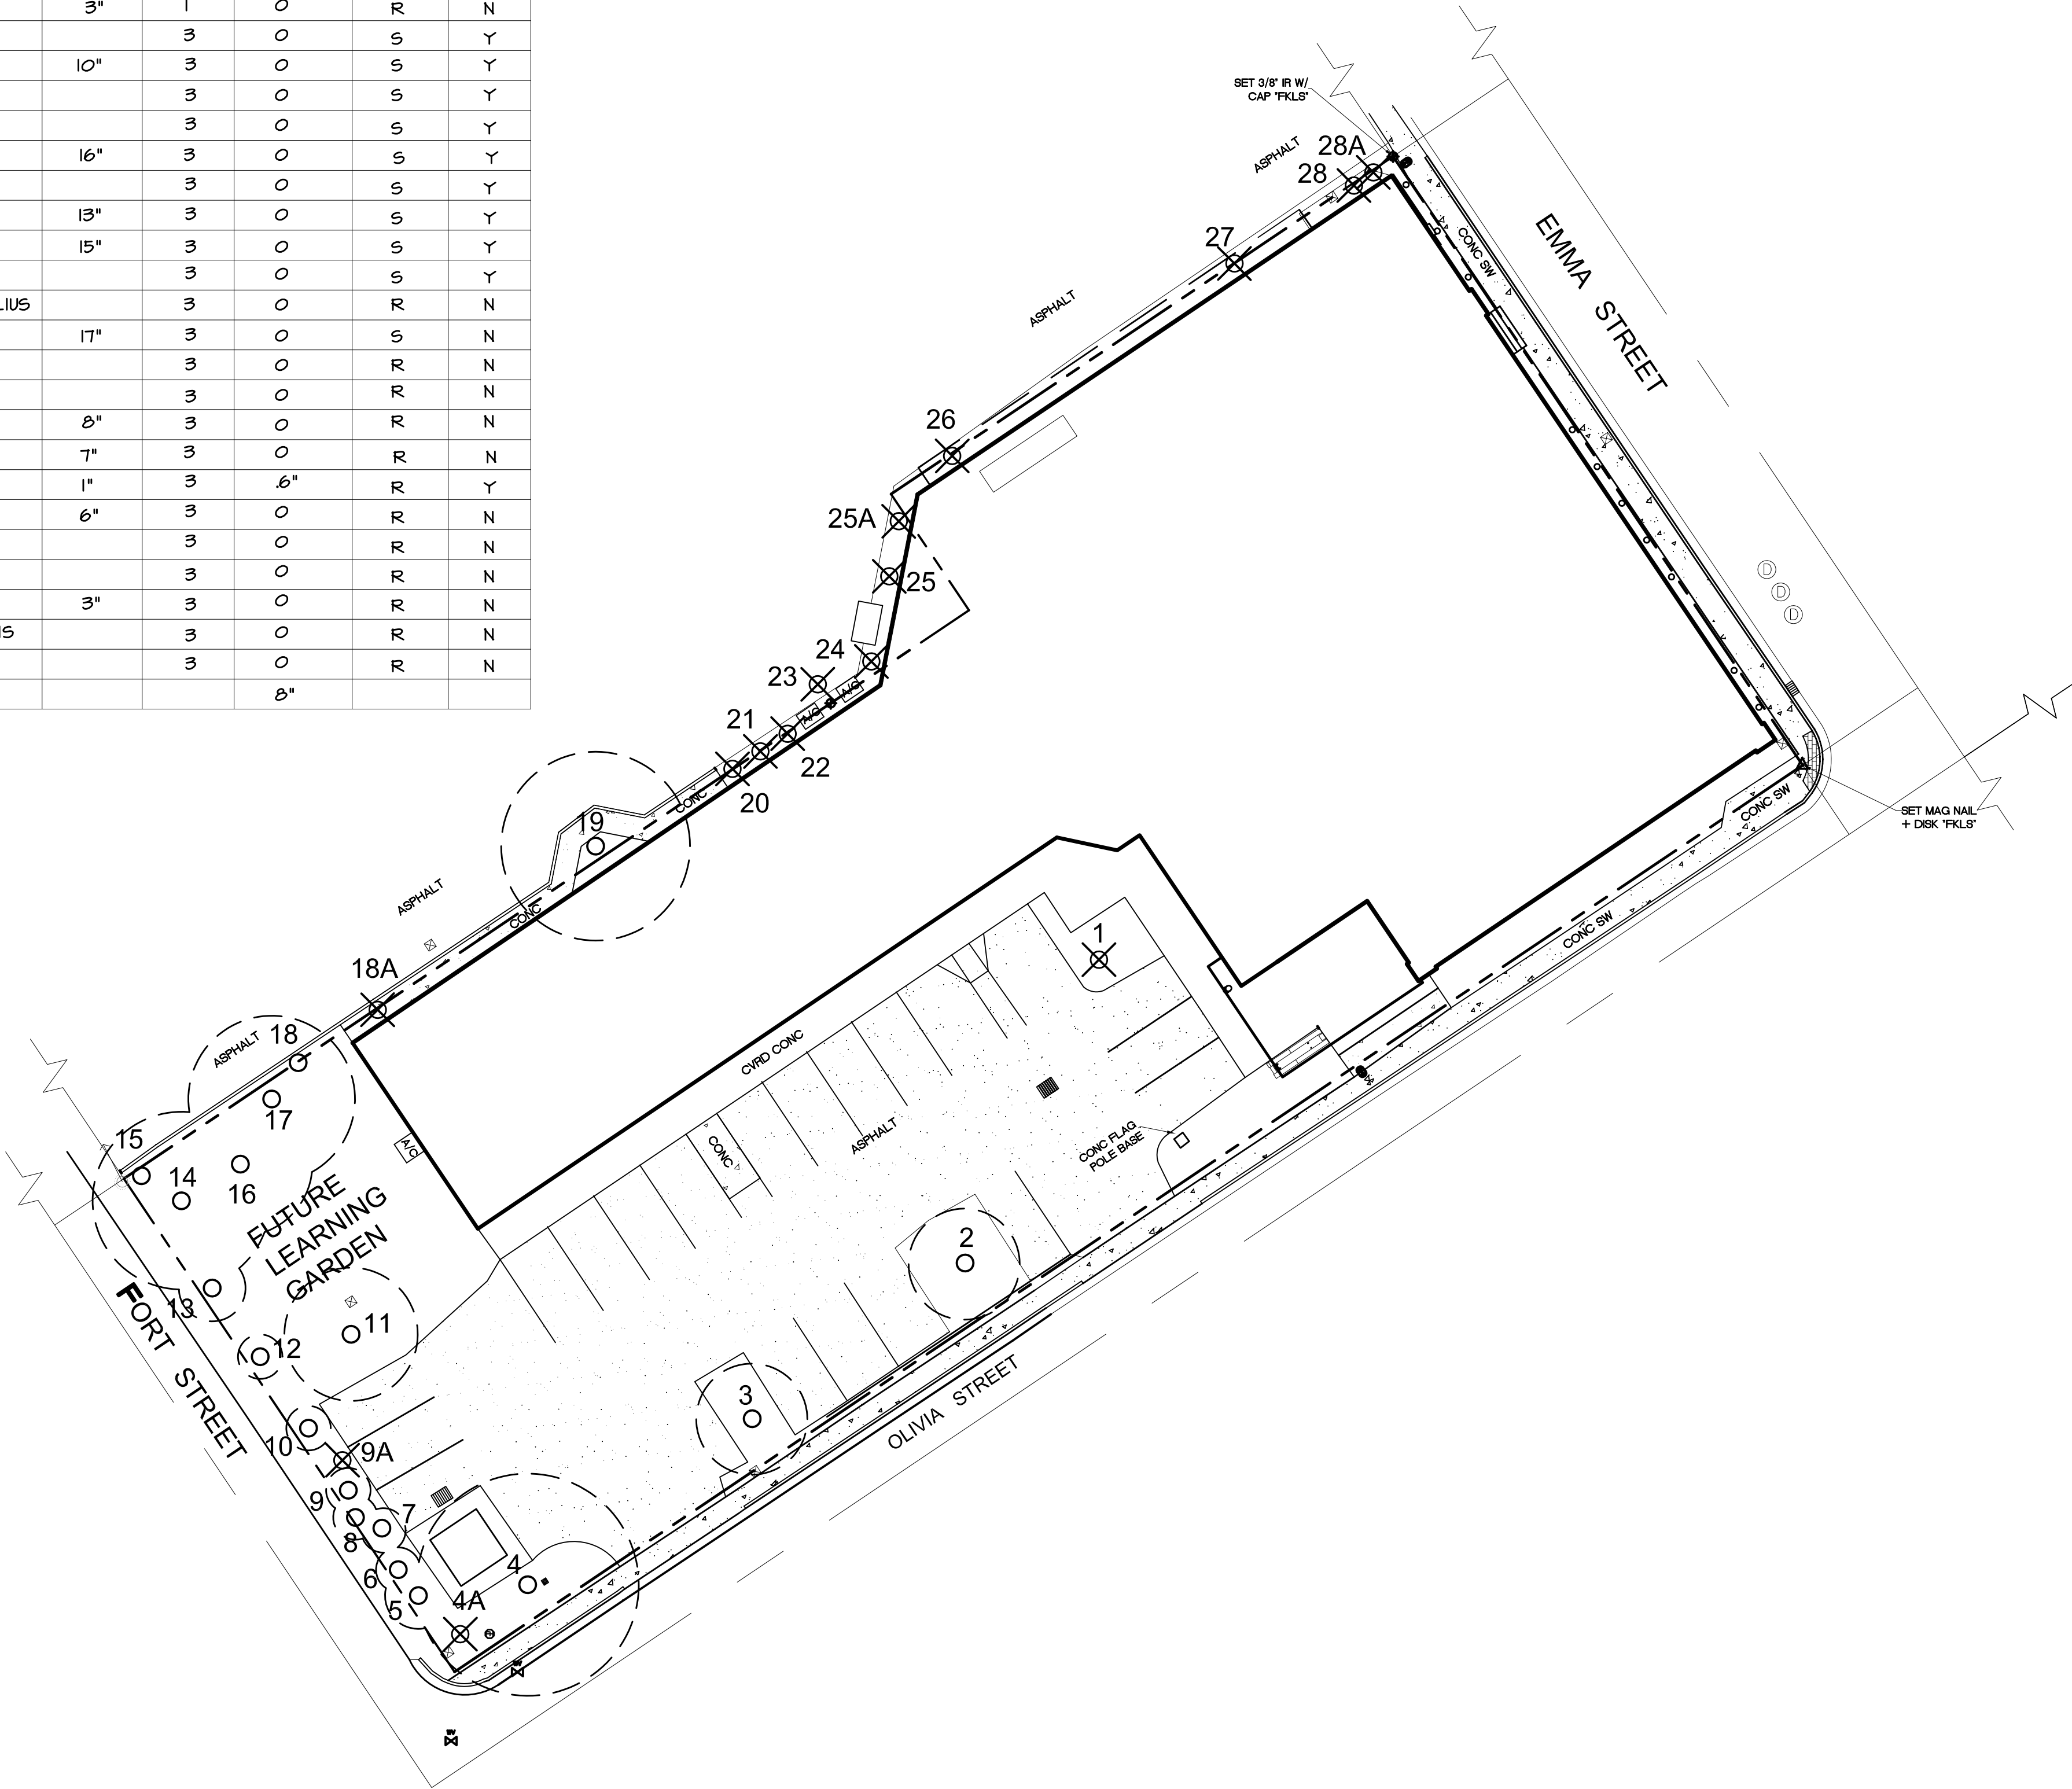 3" 1 0 R N
3 0 S Y
10" 3 0 S Y
3 0 S Y
3 0 S Y
16" 3 0 S Y
3 0 S Y
13" 3 0 S Y
15" 3 0 S Y
3 0 S Y
LIUS 3 0 R N
17" 3 0 S N
3 0 R N
3 0 R N
8" 3 0 R N
7" 3 0 R N
1" 3 .6" R Y
6" 3 0 R N
3 0 R N
3 0 R N
3" 3 0 R N
IS 3 0 R N
3 0 R N
8"
SET 3/8" IR W/
CAP "FKLS"
ASPHALT
28A
28
27
ASPHALT
CONC SW
EMMA STREET
26
25A
25
24
23
A/C
A/C
21
22
20
CONC
19
CONC
ASPHALT
D
D
D
CONC SW
SET MAG NAIL
+ DISK "FKLS"
CONC SW
1
18A
18
ASPHALT
17
CVRD CONC
15
14
16
A/C
CONC
ASPHALT
CONC FLAG
POLE BASE
FUTURE
LEARNING
GARDEN
2
13
11
12
FORT STREET
3
OLIVIA STREET
10
9A
9
7
8
4
6
5
4A
WV
WV